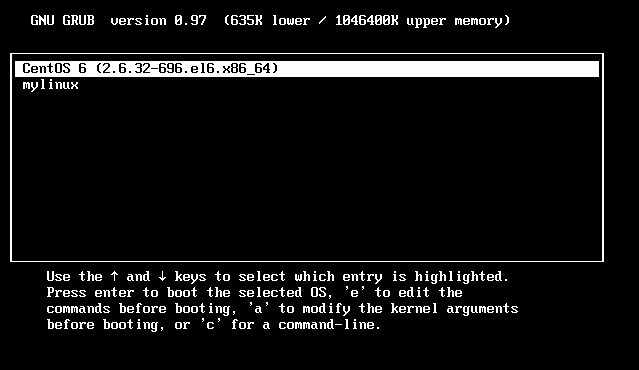 GNU GRUB  version 0.97  (635K lower / 1046400K upper memory)
CentOS 6 (2.6.32-696.el6.x86_64)
mylinux
Use the ↑ and ↓ keys to select which entry is highlighted.
Press enter to boot the selected OS, 'e' to edit the
commands before booting, 'a' to modify the kernel arguments
before booting, or 'c' for a command-line.